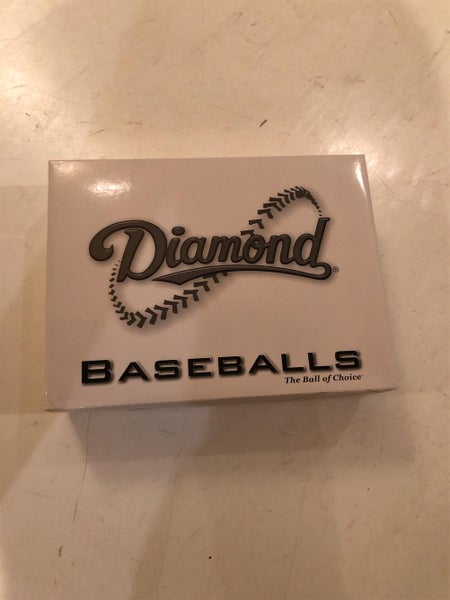 Diamond®
BASEBALLS
The Ball of Choice™